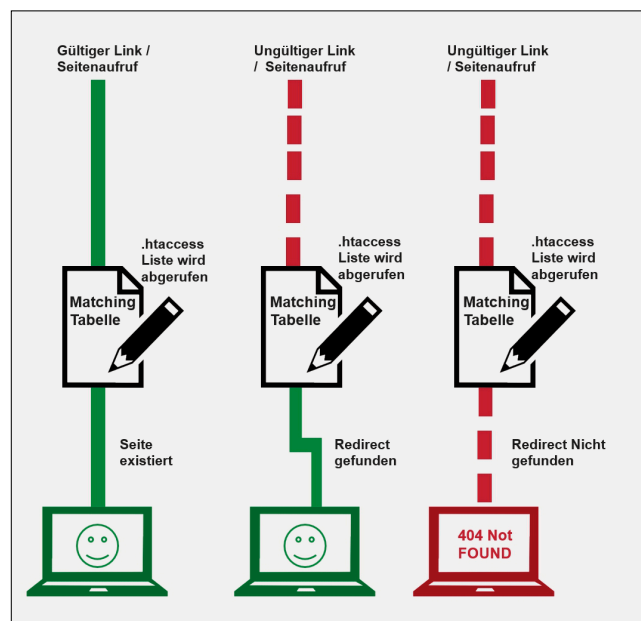 Gültiger Link /
Seitenaufruf
Ungültiger Link
/ Seitenaufruf
Ungültiger Link
/ Seitenaufruf
.htaccess
Liste wird
abgerufen
Matching
Tabelle
.htaccess
Liste wird
abgerufen
Matching
Tabelle
.htaccess
Liste wird
abgerufen
Matching
Tabelle
Seite
existiert
Redirect
gefunden
Redirect Nicht
gefunden
404 Not
FOUND